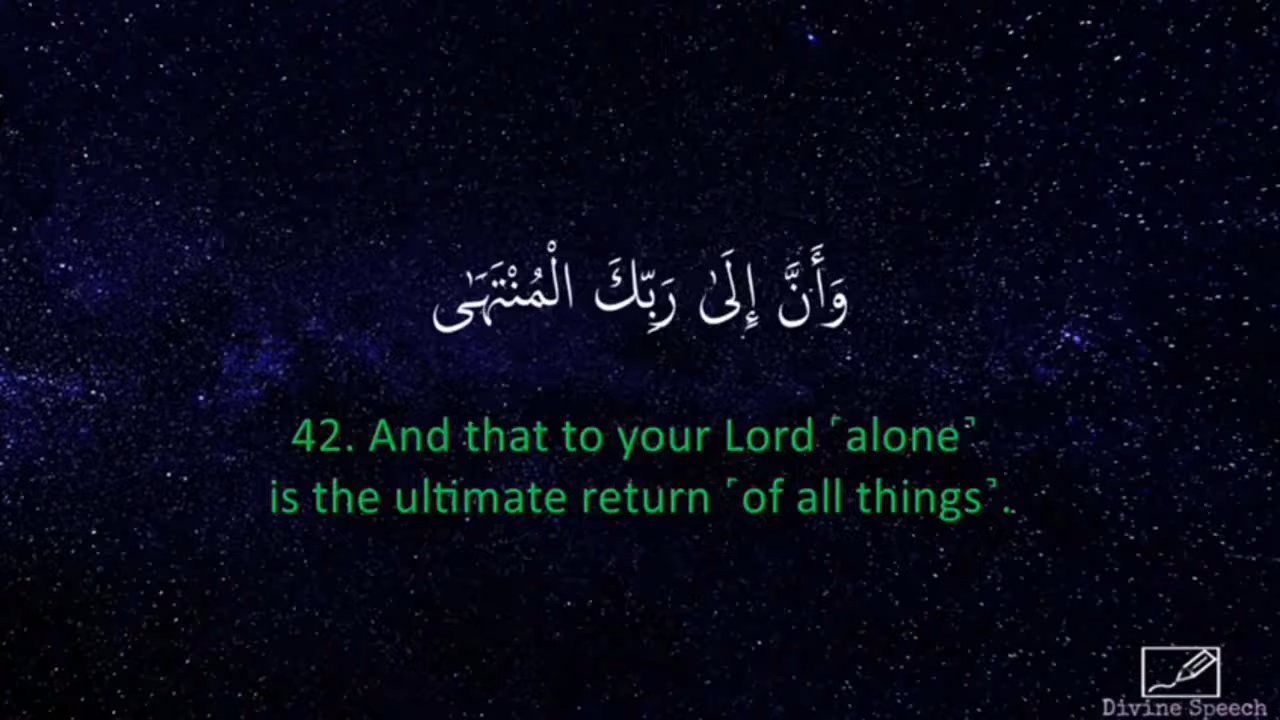 وَأَنَّ إِلَىٰ رَبِّكَ الْمُنْتَهَىٰ
42. And that to your Lord ˹alone˺
is the ultimate return ˹of all things˺.
Divine Speech